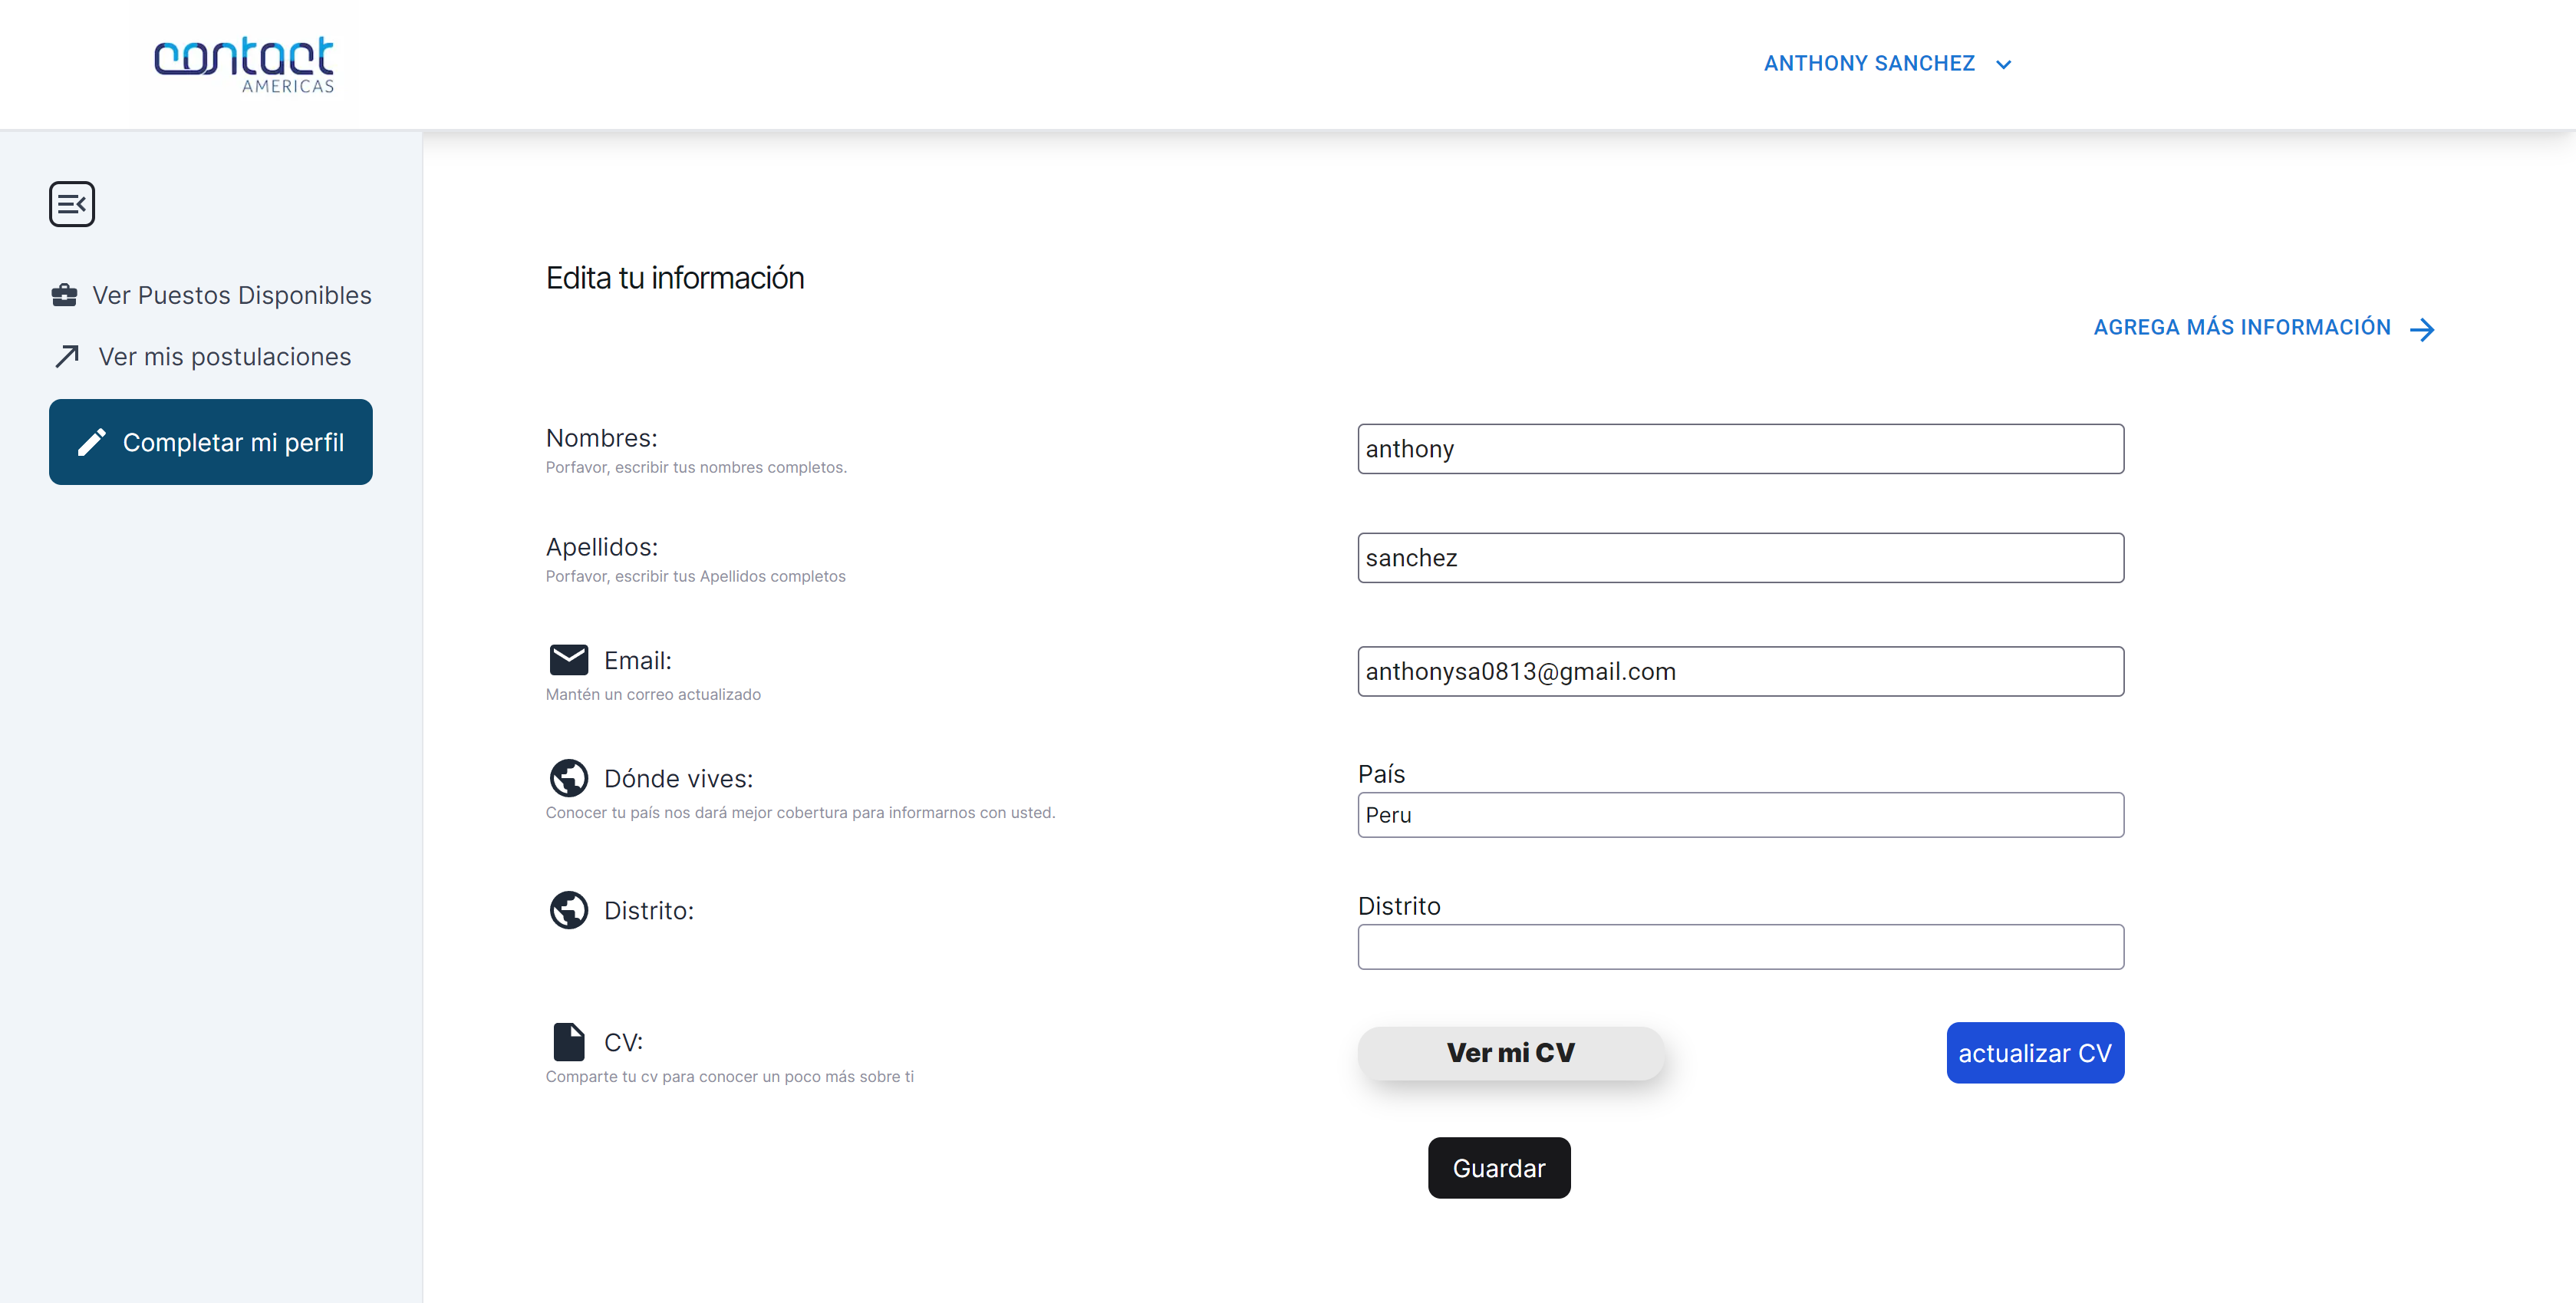 contact
AMERICAS
ANTHONY SANCHEZ
Ver Puestos Disponibles
Ver mis postulaciones
Completar mi perfil
Edita tu información
AGREGA MÁS INFORMACIÓN
Nombres:
Porfavor, escribir tus nombres completos.
anthony
Apellidos:
Porfavor, escribir tus Apellidos completos
sanchez
Email:
Mantén un correo actualizado
anthonysa0813@gmail.com
Dónde vives:
Conocer tu país nos dará mejor cobertura para informarnos con usted.
País
Peru
Distrito:
Distrito
CV:
Comparte tu cv para conocer un poco más sobre ti
Ver mi CV
actualizar CV
Guardar